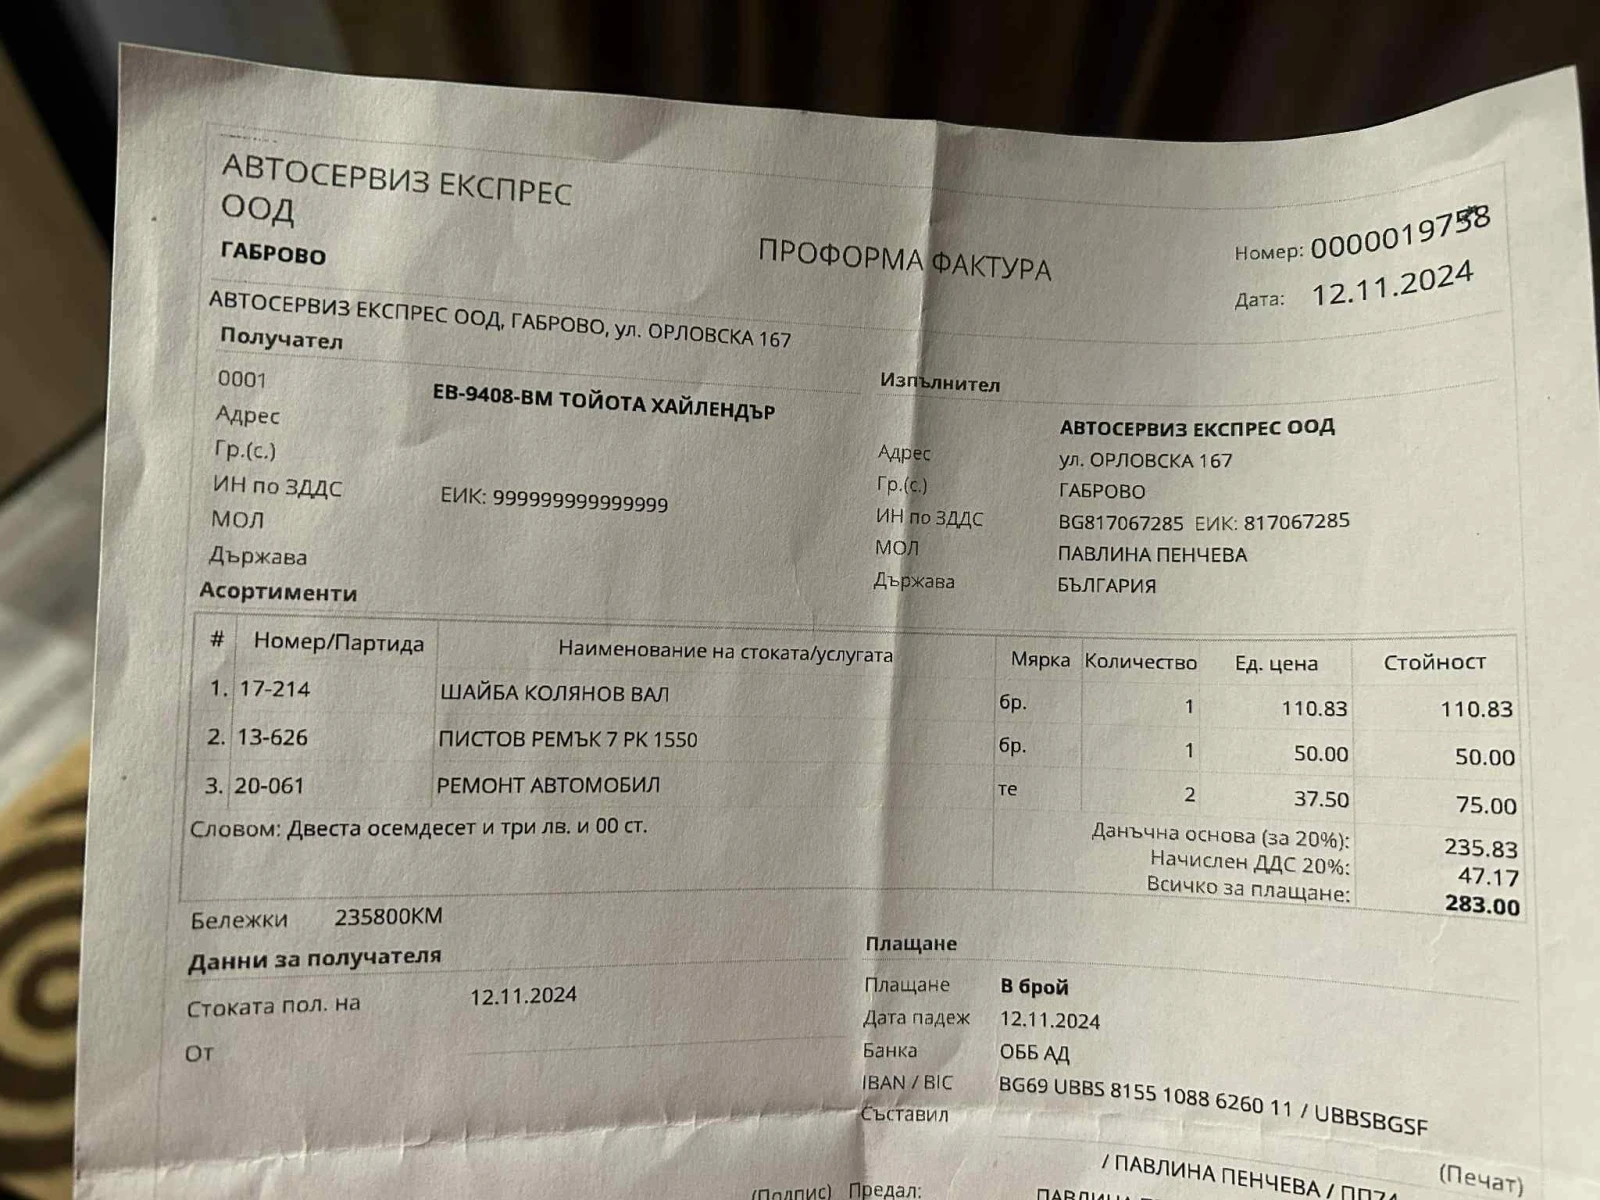 АВТОСЕРВИЗ ЕКСПРЕС
ООД
ГАБРОВО
ПРОФОРМА ФАКТУРА
Номер: 0000019758
Дата: 12.11.2024
АВТОСЕРВИЗ ЕКСПРЕС ООД, ГАБРОВО, ул. ОРЛОВСКА 167
Получател
0001 ЕВ-9408-ВМ ТОЙОТА ХАЙЛЕНДЪР
Адрес
Гр.(с.)
ИН по ЗДДС ЕИК: 999999999999999
МОЛ
Държава
Изпълнител
АВТОСЕРВИЗ ЕКСПРЕС ООД
Адрес ул. ОРЛОВСКА 167
Гр.(с.) ГАБРОВО
ИН по ЗДДС BG817067285 ЕИК: 817067285
МОЛ ПАВЛИНА ПЕНЧЕВА
Държава БЪЛГАРИЯ
Асортименти
# Номер/Партида Наименование на стоката/услугата Мярка Количество Ед. цена Стойност
1. 17-214 ШАЙБА КОЛЯНОВ ВАЛ бр. 1 110.83 110.83
2. 13-626 ПИСТОВ РЕМЪК 7 РК 1550 бр. 1 50.00 50.00
3. 20-061 РЕМОНТ АВТОМОБИЛ те 2 37.50 75.00
Словом: Двеста осемдесет и три лв. и 00 ст.
Данъчна основа (за 20%): 235.83
Начислен ДДС 20%: 47.17
Всичко за плащане: 283.00
Бележки 235800КМ
Данни за получателя
Стоката пол. на 12.11.2024
От
Плащане
Плащане В брой
Дата падеж 12.11.2024
Банка ОББ АД
IBAN / BIC BG69 UBBS 8155 1088 6260 11 / UBBSBGSF
Съставил
/ ПАВЛИНА ПЕНЧЕВА /
(Печат)
(Подпис) Предал:
ПАВЛИНА